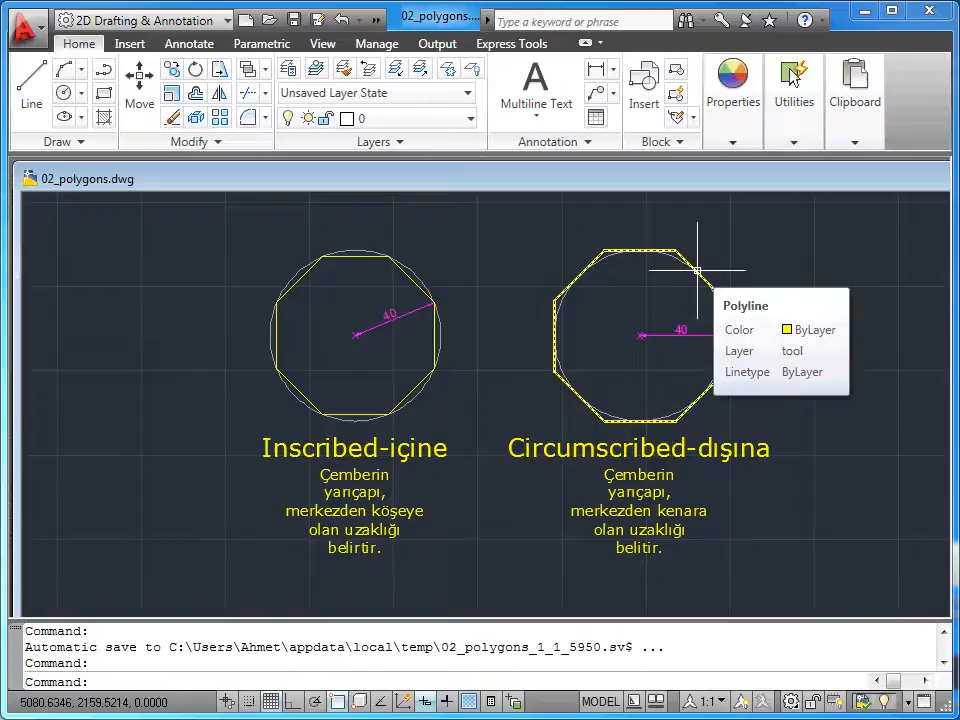 2D Drafting & Annotation
02_polygons....
Type a keyword or phrase
Home Insert Annotate Parametric View Manage Output Express Tools
Line
Move
Unsaved Layer State
0
Multiline Text
Insert
Properties
Utilities
Clipboard
Draw
Modify
Layers
Annotation
Block
02_polygons.dwg
40
40
Polyline
Color ByLayer
Layer tool
Linetype ByLayer
Inscribed-içine
Çemberin
yarıçapı,
merkezden köşeye
olan uzaklığı
belirtir.
Circumscribed-dışına
Çemberin
yarıçapı,
merkezden kenara
olan uzaklığı
belitir.
Command:
Automatic save to C:\Users\Ahmet\appdata\local\temp\02_polygons_1_1_5950.sv$ ...
Command:
Command:
5080.6346, 2159.5214, 0.0000
MODEL
1:1